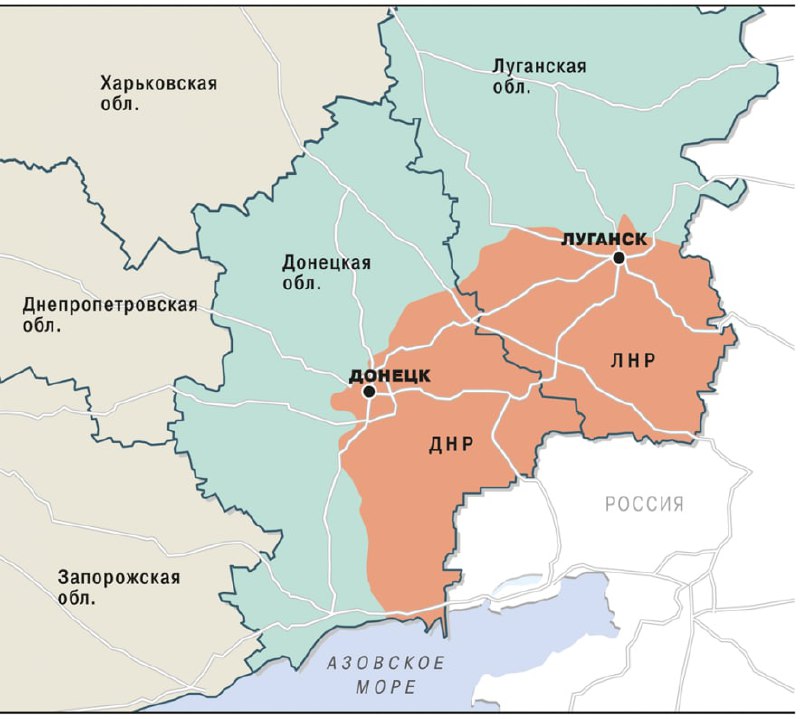 Харьковская
обл.
Луганская
обл.
ЛУГАНСК
Донецкая
обл.
Днепропетровская
обл.
ЛНР
ДОНЕЦК
ДНР
РОССИЯ
Запорожская
обл.
АЗОВСКОЕ
МОРЕ